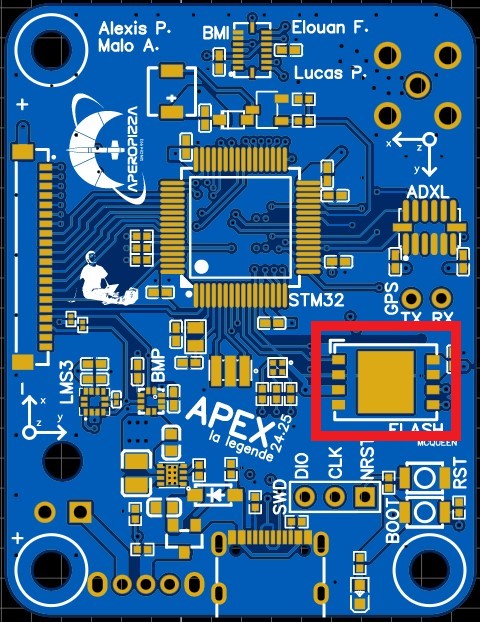 Alexis P.
Malo A.
BMI
Elouan F.
Lucas P.
+
+
APEROPIZZA
x
z
y
ADXL
STM32
GPS
TX RX
LMS3
BMP
x
z
y
APEX
la legende
24-25
FLASH
MCQUEEN
SWD
DIO
CLK
NRST
RST
BOOT
+